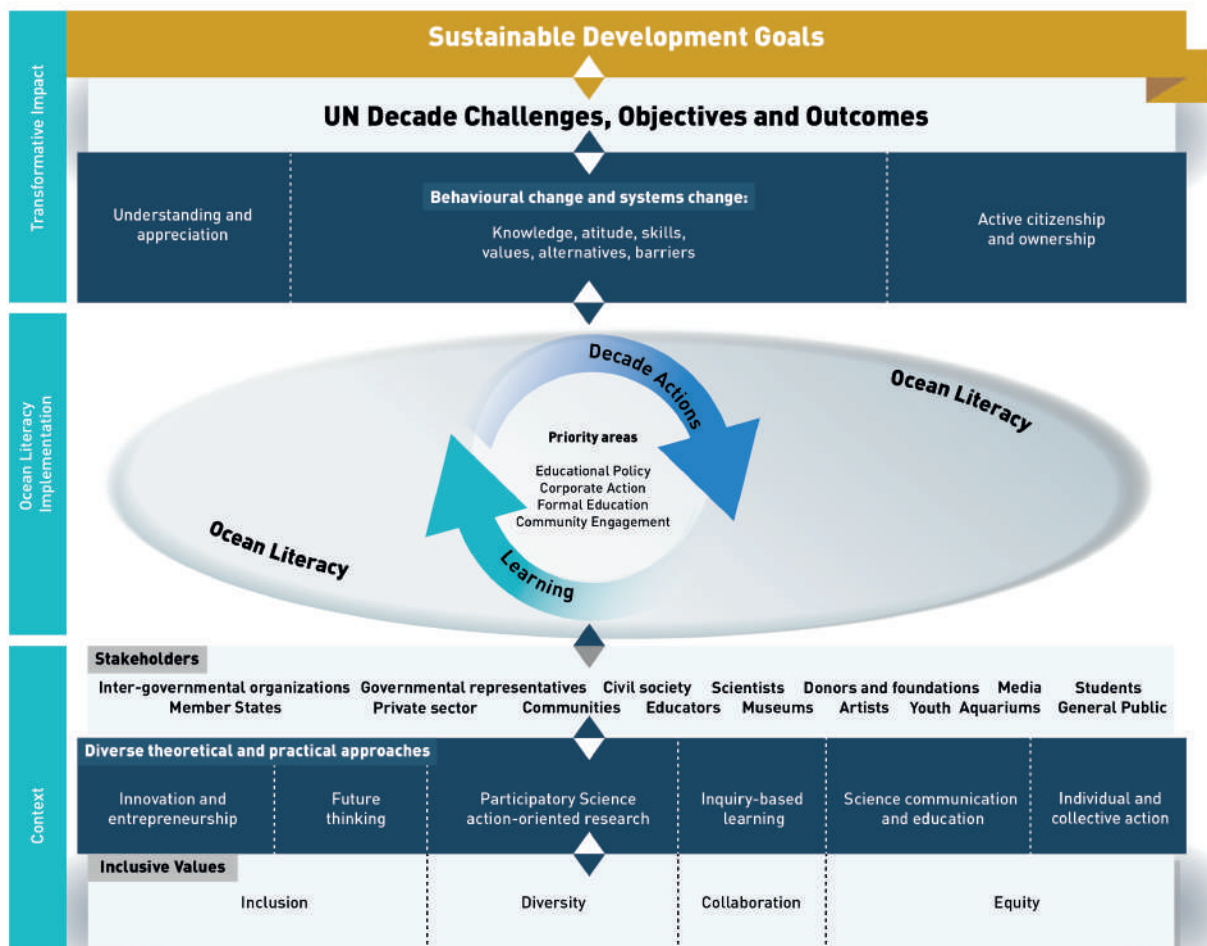 Transformative Impact
Sustainable Development Goals
UN Decade Challenges, Objectives and Outcomes
Understanding and
appreciation
Behavioural change and systems change:
Knowledge, atitude, skills,
values, alternatives, barriers
Active citizenship
and ownership
Ocean Literacy
Implementation
Decade Actions
Ocean Literacy
Priority areas
Educational Policy
Corporate Action
Formal Education
Community Engagement
Ocean Literacy
Learning
Context
Stakeholders
Inter-governmental organizations Governmental representatives Civil society Scientists Donors and foundations Media Students
Member States Private sector Communities Educators Museums Artists Youth Aquariums General Public
Diverse theoretical and practical approaches
Innovation and
entrepreneurship
Future
thinking
Participatory Science
action-oriented research
Inquiry-based
learning
Science communication
and education
Individual and
collective action
Inclusive Values
Inclusion Diversity Collaboration Equity